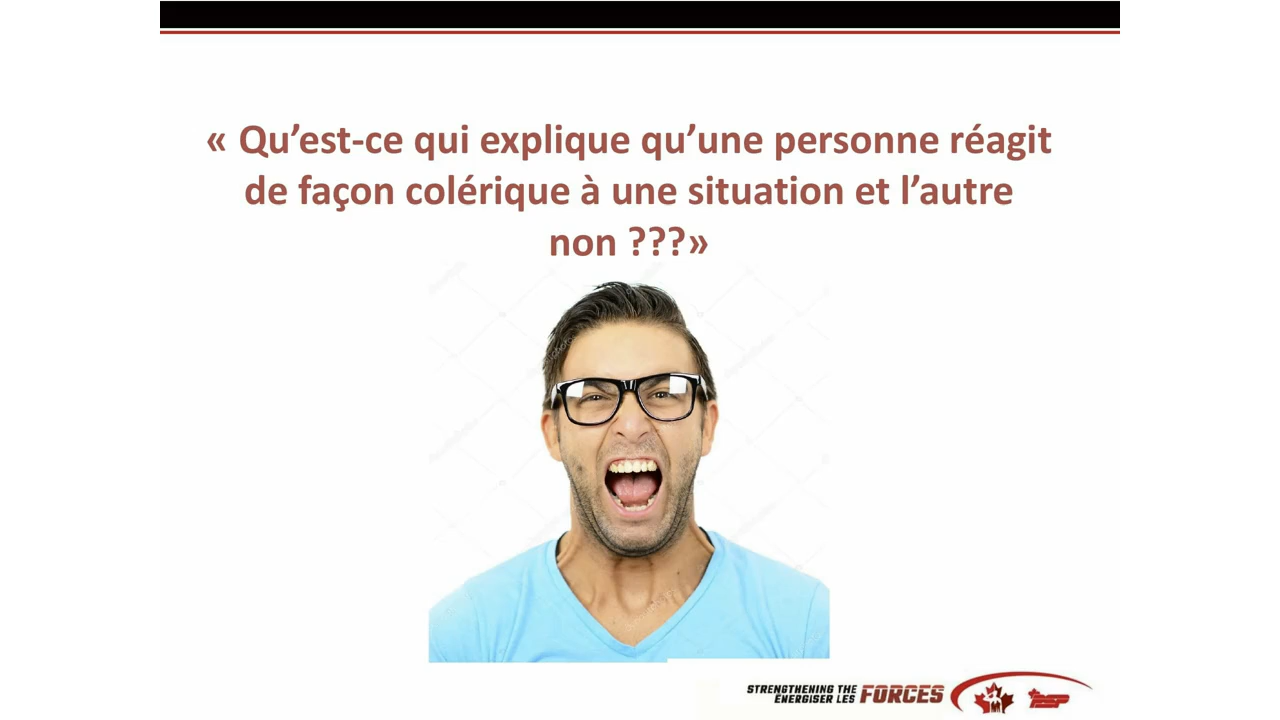 « Qu’est-ce qui explique qu’une personne réagit
de façon colérique à une situation et l’autre
non ???»
STRENGTHENING THE
ÉNERGISER LES
FORCES
PSP